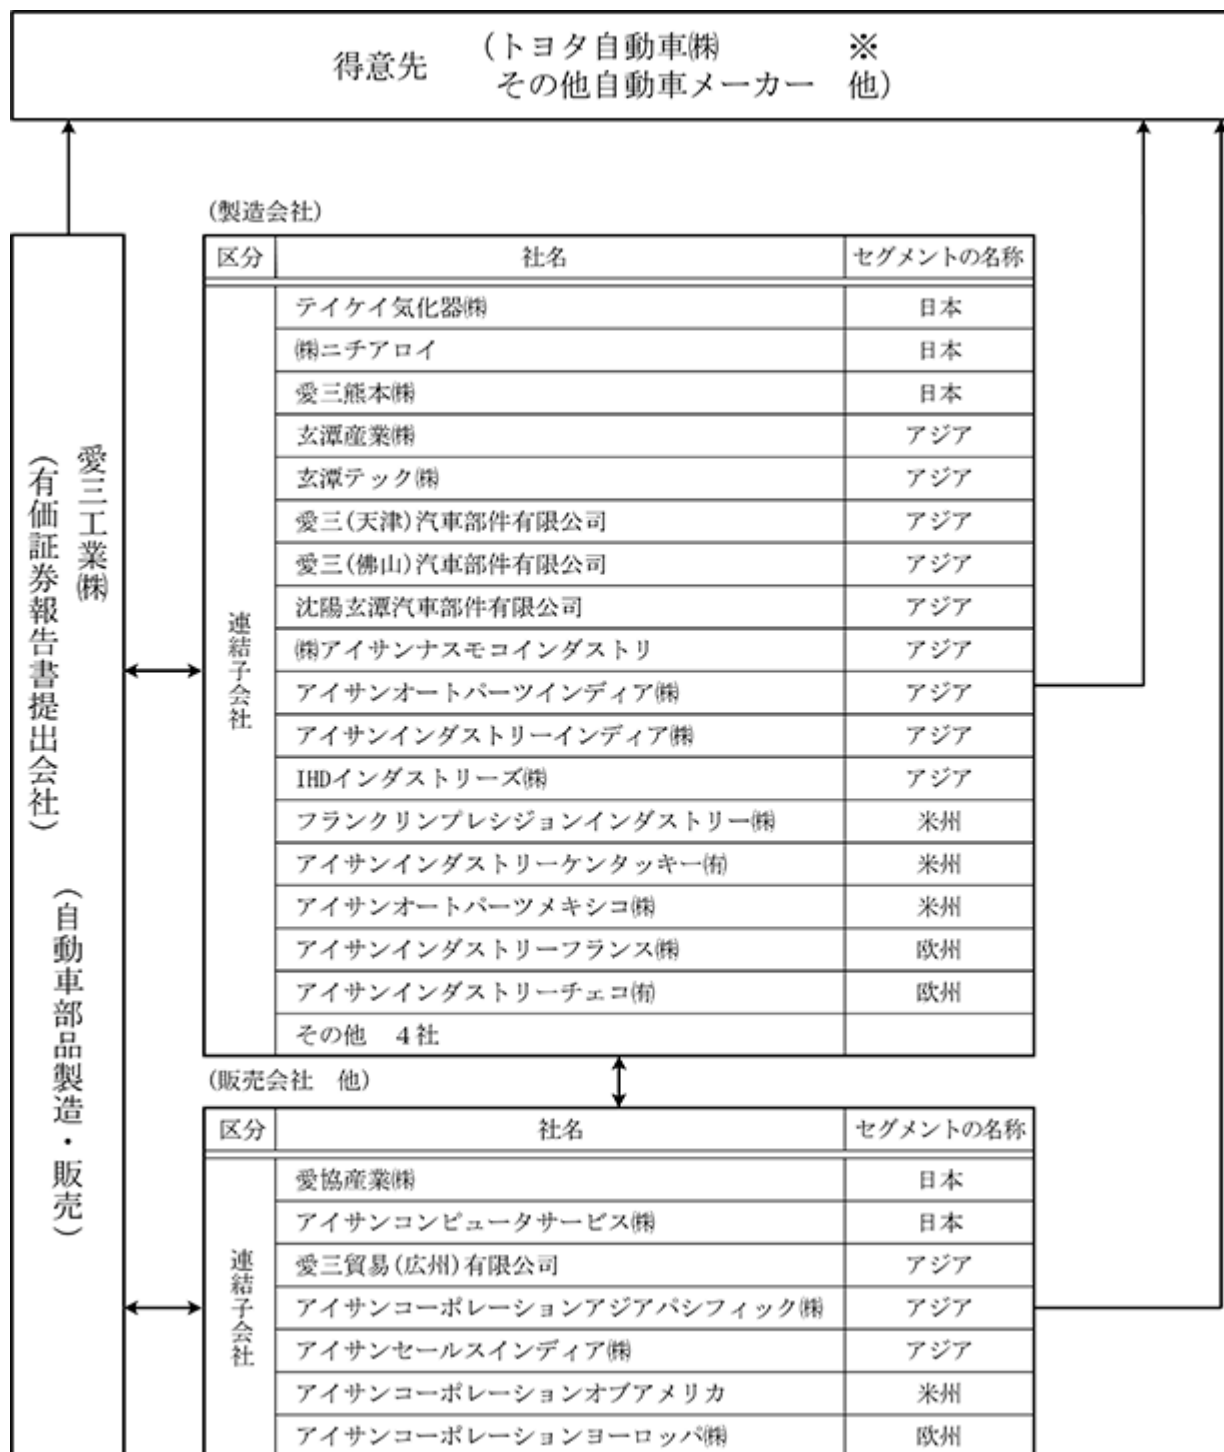 得意先 (トヨタ自動車㈱ ※
その他自動車メーカー 他)
愛三工業㈱
(有価証券報告書提出会社)
(自動車部品製造・販売)
(製造会社)
区分 社名 セグメントの名称
連結子会社
テイケイ気化器㈱ 日本
㈱ニチアロイ 日本
愛三熊本㈱ 日本
玄潭産業㈱ アジア
玄潭テック㈱ アジア
愛三(天津)汽車部件有限公司 アジア
愛三(佛山)汽車部件有限公司 アジア
沈陽玄潭汽車部件有限公司 アジア
㈱アイサンナスモコインダストリ アジア
アイサンオートパーツインディア㈱ アジア
アイサンインダストリーインディア㈱ アジア
IHDインダストリーズ㈱ アジア
フランクリンプレシジョンインダストリー㈱ 米州
アイサンインダストリーケンタッキー㈲ 米州
アイサンオートパーツメキシコ㈱ 米州
アイサンインダストリーフランス㈱ 欧州
アイサンインダストリーチェコ㈲ 欧州
その他 4社
(販売会社 他)
区分 社名 セグメントの名称
連結子会社
愛協産業㈱ 日本
アイサンコンピュータサービス㈱ 日本
愛三貿易(広州)有限公司 アジア
アイサンコーポレーションアジアパシフィック㈱ アジア
アイサンセールスインディア㈱ アジア
アイサンコーポレーションオブアメリカ 米州
アイサンコーポレーションヨーロッパ㈱ 欧州